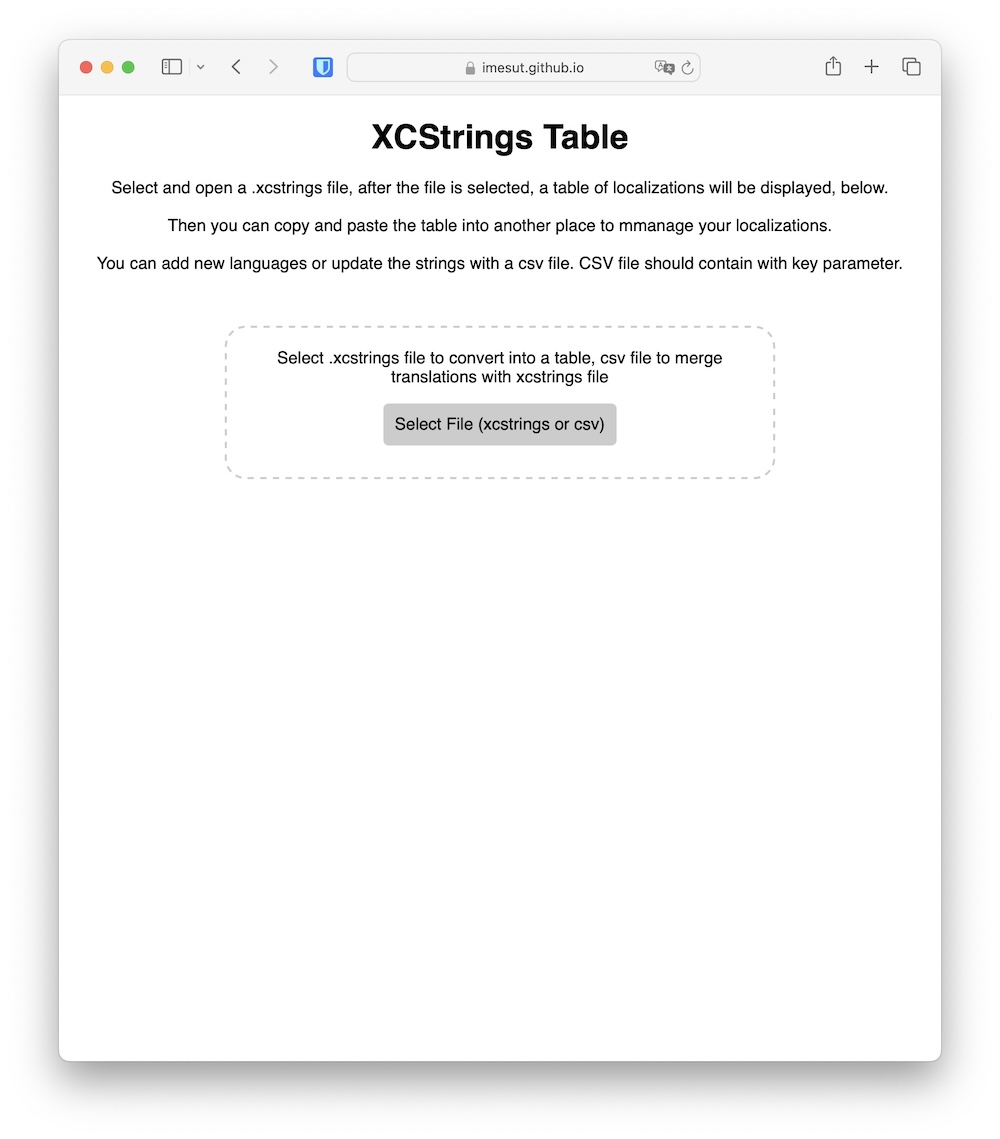 imesut.github.io
XCStrings Table
Select and open a .xcstrings file, after the file is selected, a table of localizations will be displayed, below.
Then you can copy and paste the table into another place to mmanage your localizations.
You can add new languages or update the strings with a csv file. CSV file should contain with key parameter.
Select .xcstrings file to convert into a table, csv file to merge
translations with xcstrings file
Select File (xcstrings or csv)